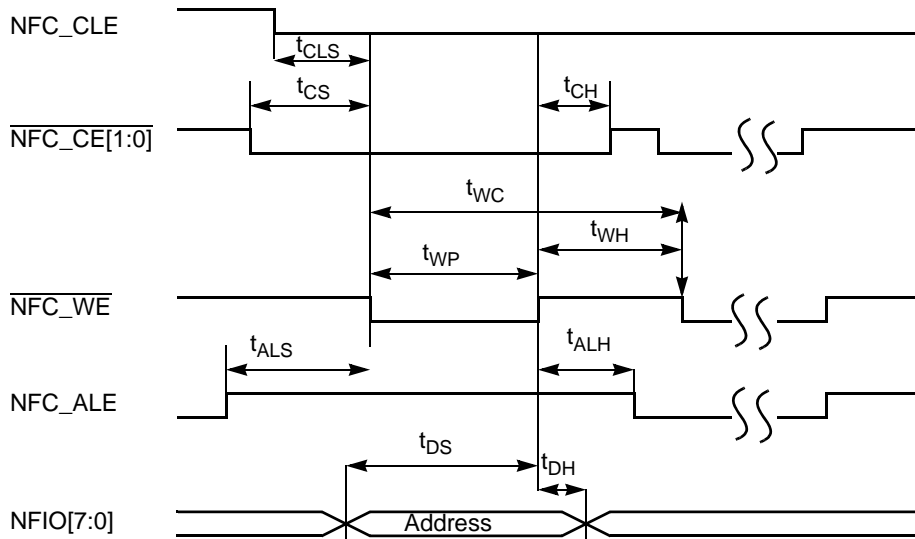 NFC_CLE
tCLS
tCS
tCH
NFC_CE[1:0]
tWC
tWH
tWP
NFC_WE
tALS
tALH
NFC_ALE
tDS
tDH
NFIO[7:0]
Address